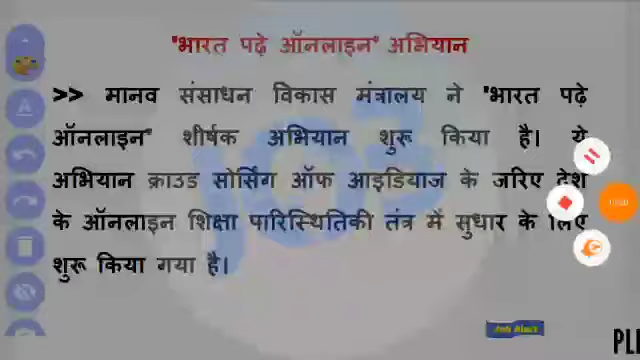 "भारत पढ़े ऑनलाइन" अभियान
>> मानव संसाधन विकास मंत्रालय ने "भारत पढ़े
ऑनलाइन" शीर्षक अभियान शुरू किया है। ये
अभियान क्राउड सोर्सिंग ऑफ आइडियाज के जरिए देश
के ऑनलाइन शिक्षा पारिस्थितिकी तंत्र में सुधार के लिए
शुरू किया गया है।